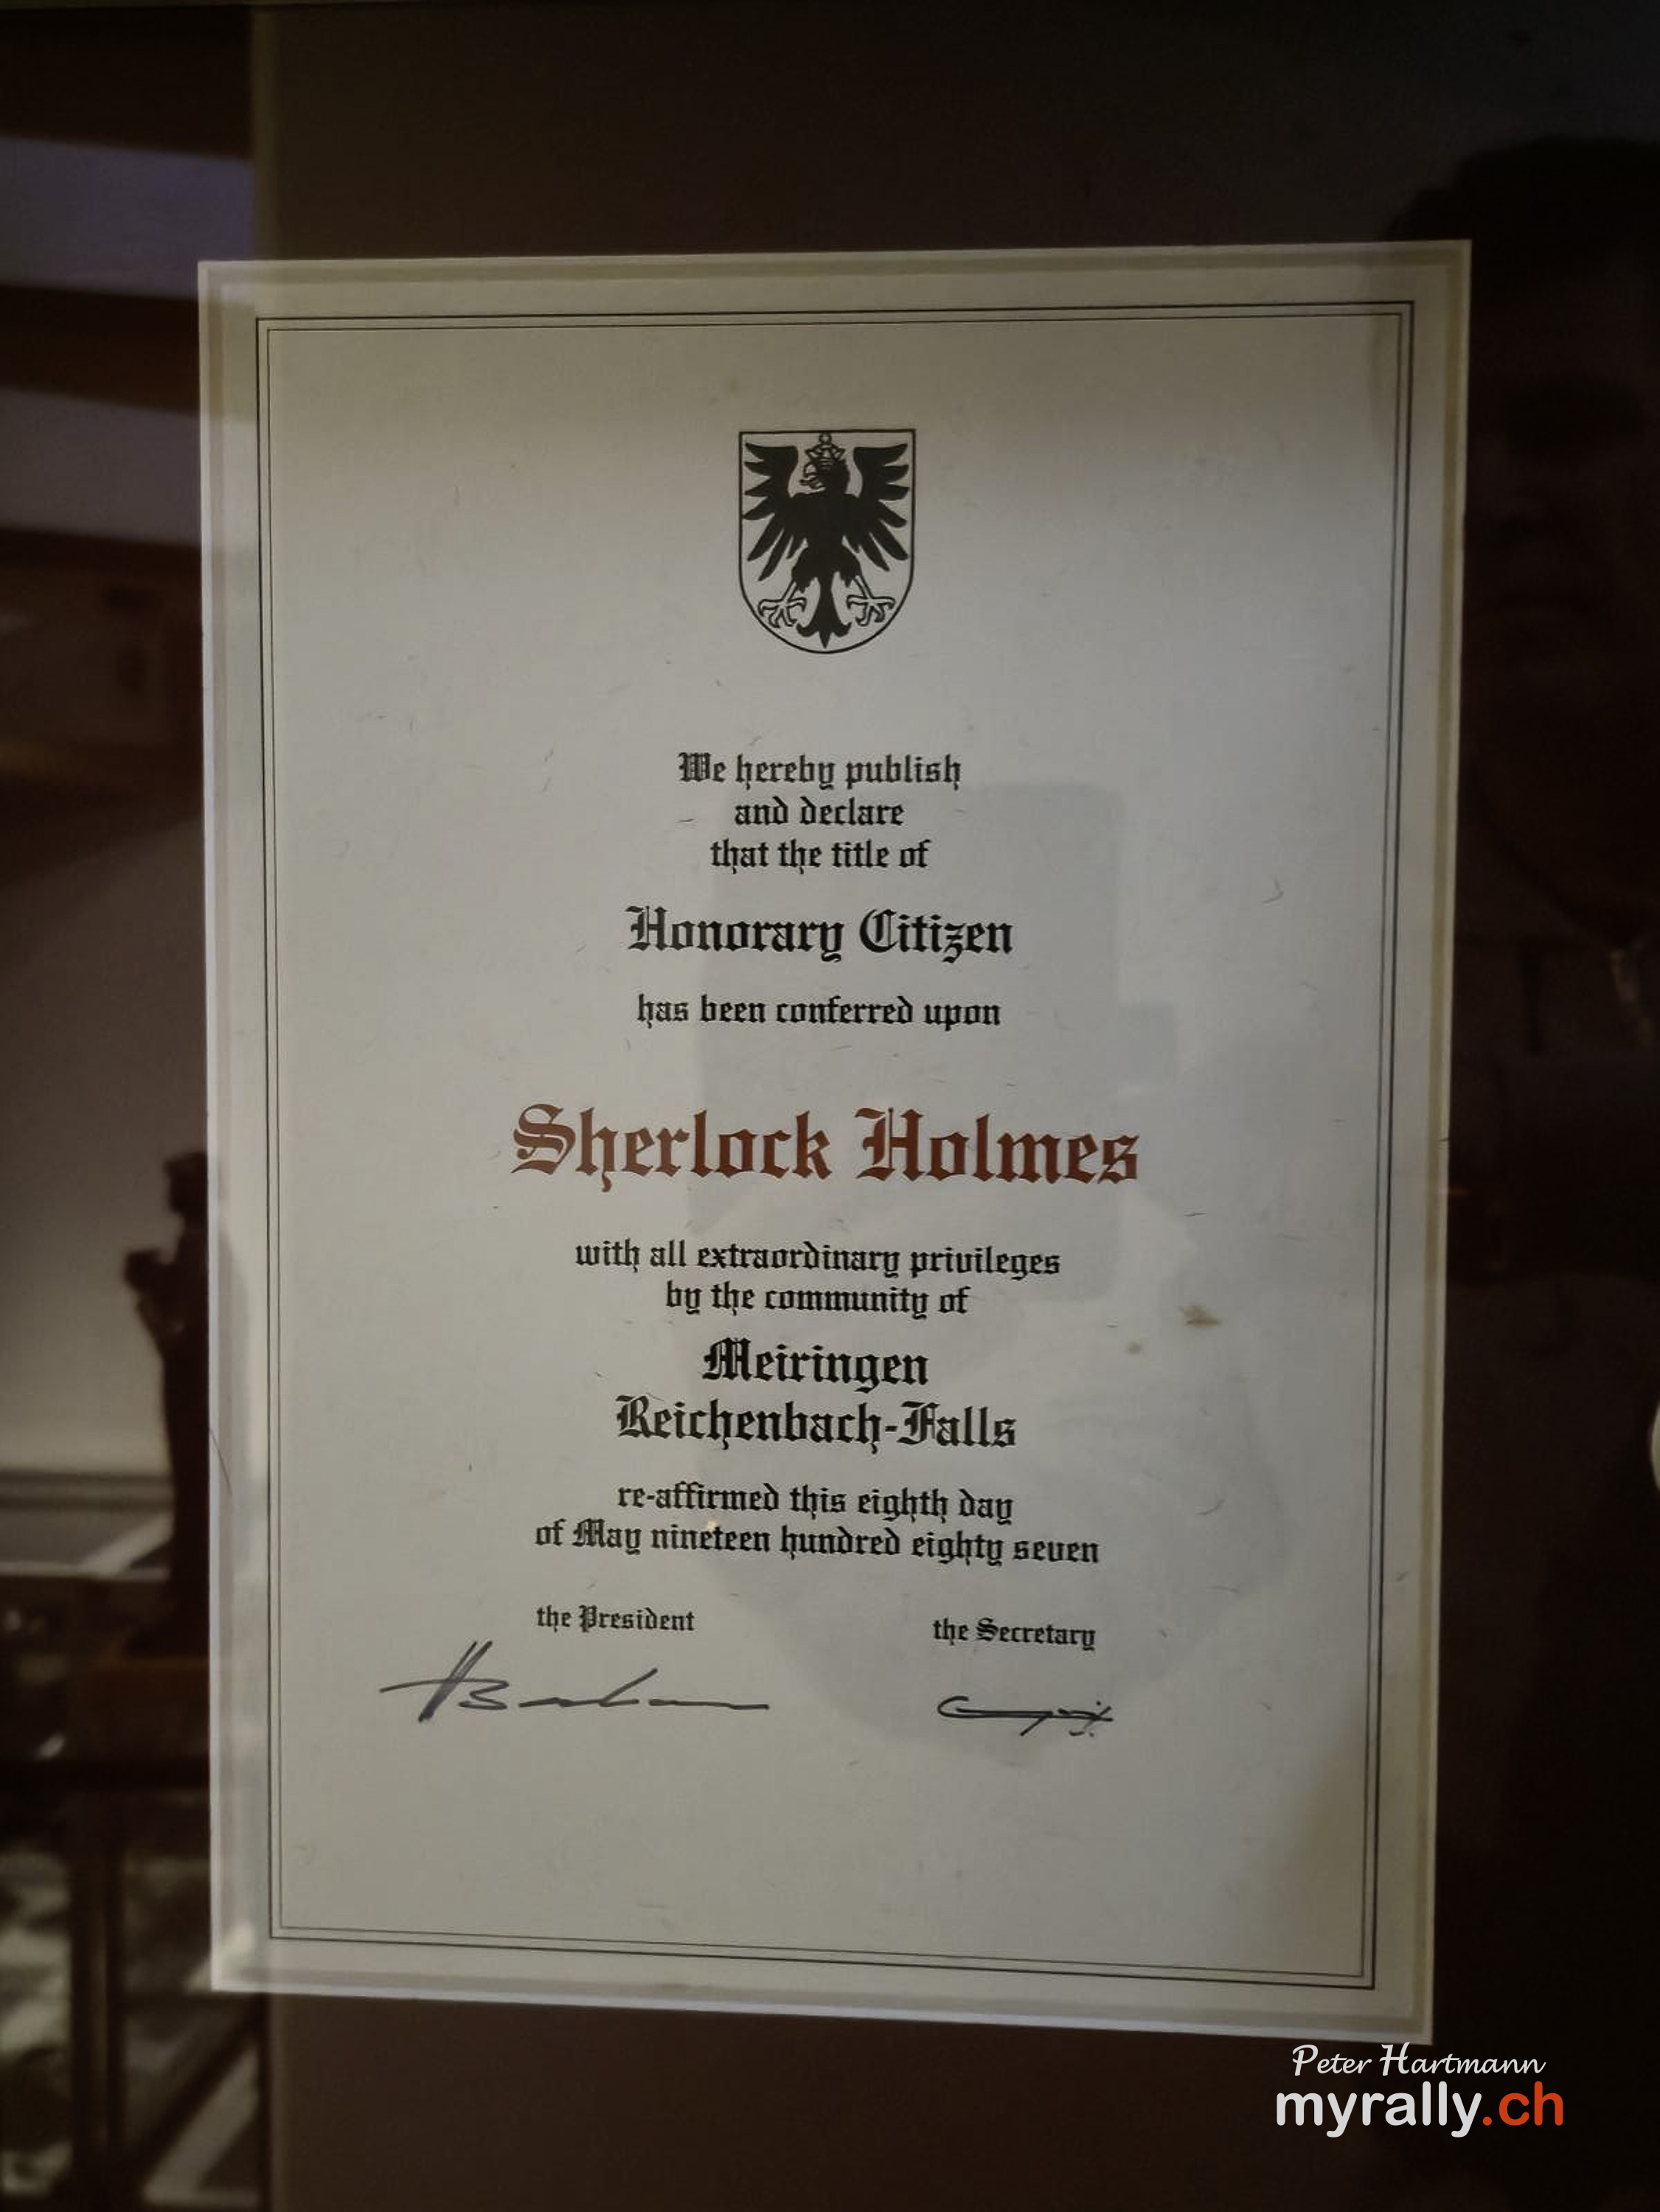 We hereby publish
and declare
that the title of
Honorary Citizen
has been conferred upon
Sherlock Holmes
with all extraordinary privileges
by the community of
Meiringen
Reichenbach-Falls
re-affirmed this eighth day
of May nineteen hundred eighty seven
the President the Secretary
Peter Hartmann
myrally.ch